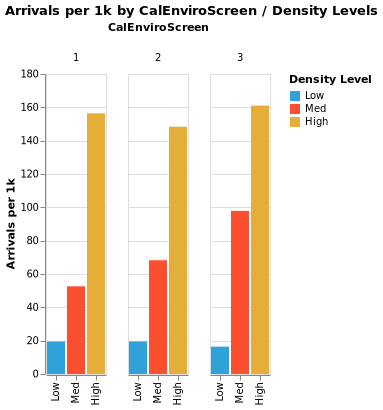 Arrivals per 1k by CalEnviroScreen / Density Levels
CalEnviroScreen
1 2 3
Density Level
Low
Med
High
Arrivals per 1k
180
160
140
120
100
80
60
40
20
0
Low Med High Low Med High Low Med High